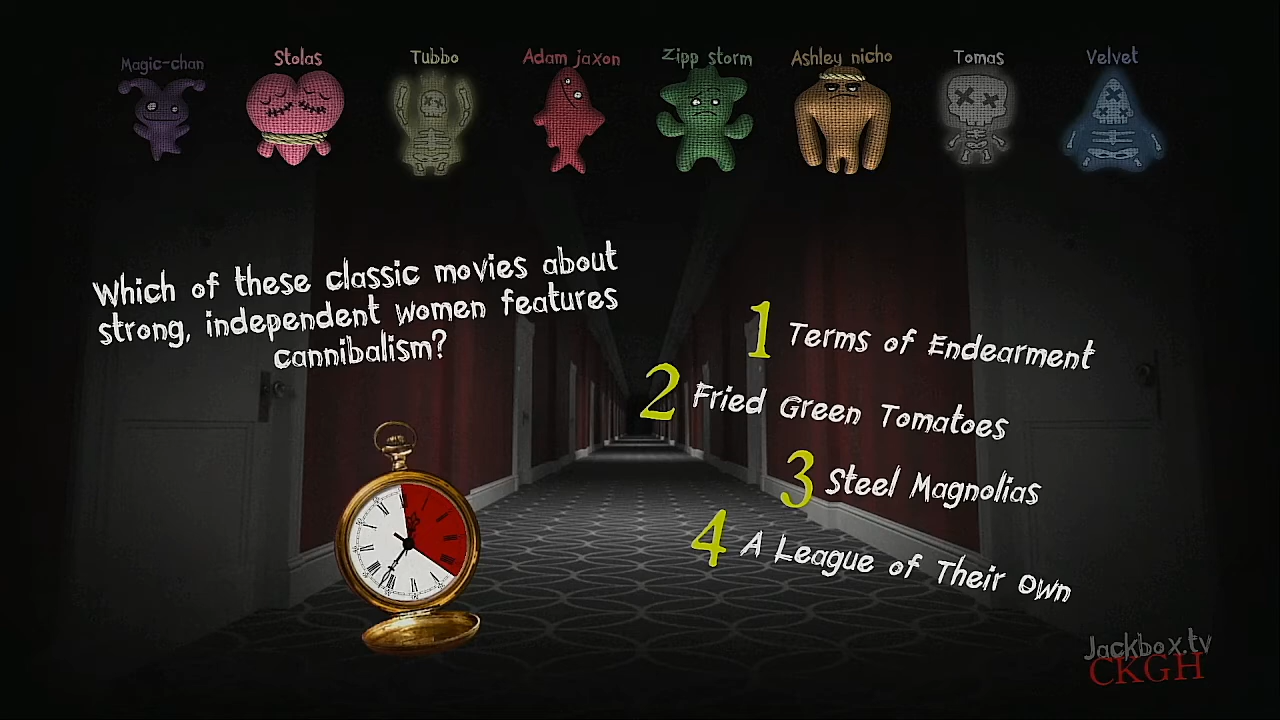 Magic-chan
Stolas
Tubbo
Adam jaxon
Zipp storm
Ashley nicho
Tomas
Velvet
Which of these classic movies about
strong, independent women features
cannibalism?
1 Terms of Endearment
2 Fried Green Tomatoes
3 Steel Magnolias
4 A League of Their Own
Jackbox.tv
CKGH